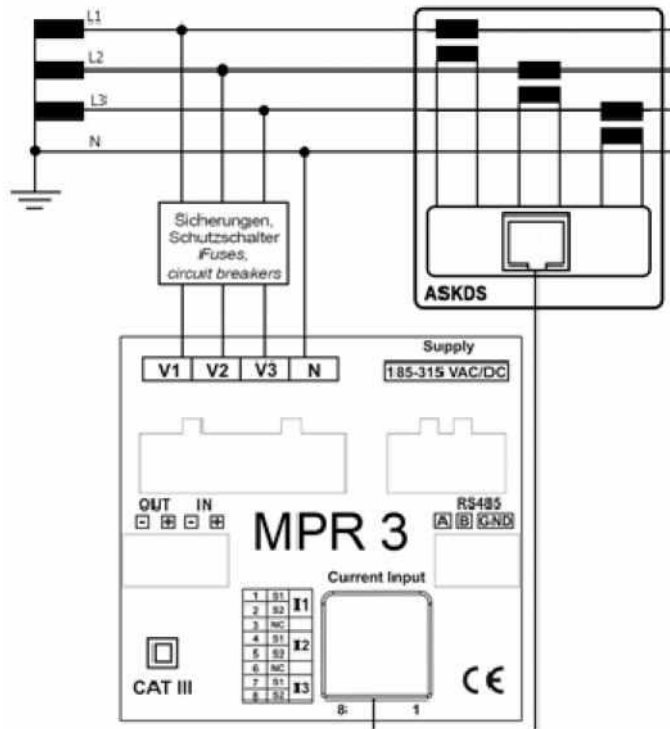 L1
L2
L3
N
Sicherungen,
Schutzschalter
Fuses,
circuit breakers
ASKDS
V1 V2 V3 N
Supply
185-315 VAC/DC
OUT IN
- + - +
MPR 3
RS485
A B GND
Current Input
1 S1
2 S2
I1
3 NC
4 S1
5 S2
I2
6 NC
7 S1
8 S2
I3
CAT III
CE
8 1